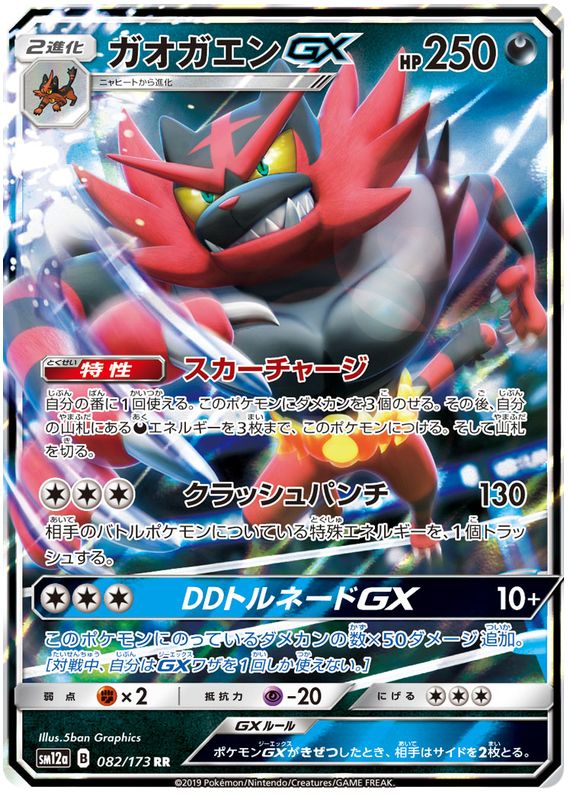 2進化
ガオガエンGX
HP250
ニャヒートから進化
とくせい
特性 スカーチャージ
自分の番に1回使える。このポケモンにダメカンを3個のせる。その後、自分
の山札にあるエネルギーを3枚まで、このポケモンにつける。そして山札
を切る。
クラッシュパンチ 130
相手のバトルポケモンについている特殊エネルギーを、1個トラッ
シュする。
DDトルネードGX 10+
このポケモンにのっているダメカンの数×50ダメージ追加。
[対戦中、自分はGXワザを1回しか使えない。]
弱点 ×2 抵抗力 -20 にげる
GXルール
ポケモンGXがきぜつしたとき、相手はサイドを2枚とる。
Illus.5ban Graphics
sm12a B 082/173 RR
©2019 Pokémon/Nintendo/Creatures/GAME FREAK.